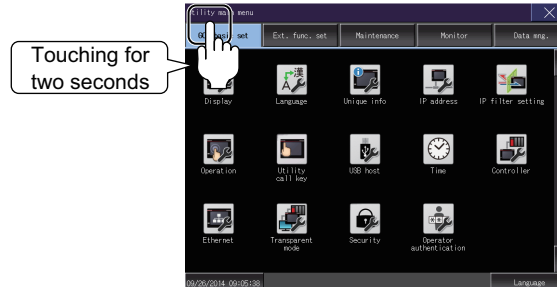 Touching for
two seconds
tility main menu
set
Ext. func. set
Maintenance
Monitor
Data mng.
Display
Language
Unique info
IP address
IP filter setting
Operation
Utility
call key
USB host
Time
Controller
Ethernet
Transparent
mode
Security
Operator
authentication
09/26/2014 09:05:38
Language